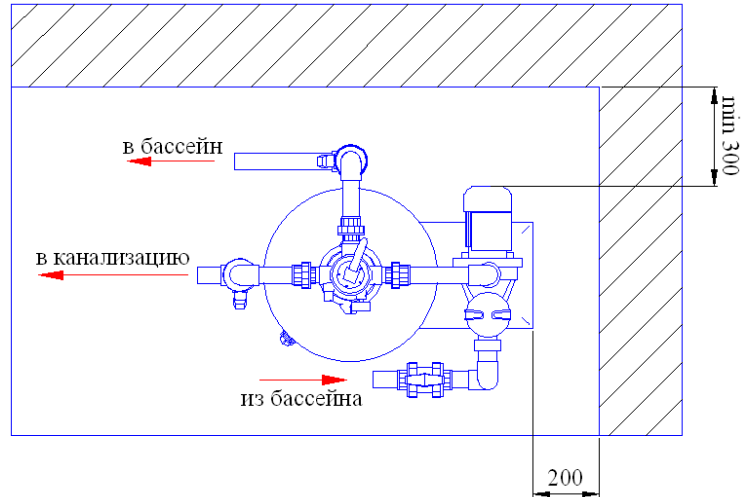 в бассейн
min 300
в канализацию
из бассейна
200